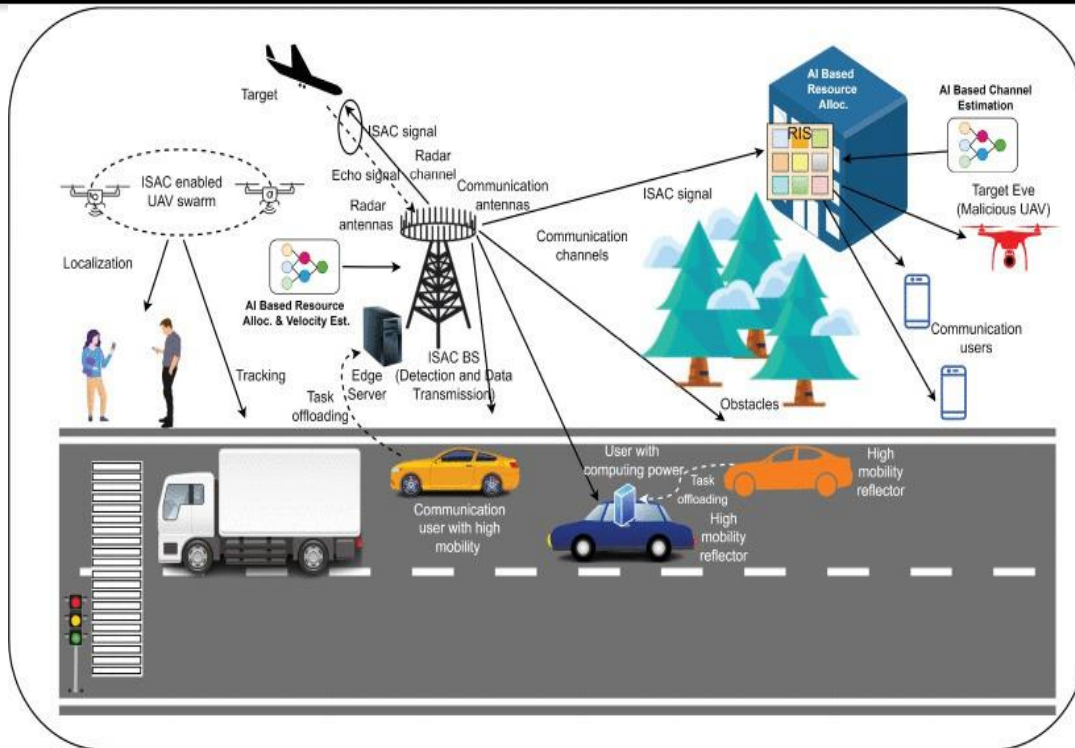 Target
ISAC signal
Radar
channel
Echo signal
Radar
antennas
Communication
antennas
ISAC enabled
UAV swarm
Localization
Tracking
AI Based Resource
Alloc. & Velocity Est.
Edge
Server
ISAC BS
(Detection and Data
Transmission)
Task
offloading
ISAC signal
Communication
channels
AI Based
Resource
Alloc.
RIS
AI Based Channel
Estimation
Target Eve
(Malicious UAV)
Communication
users
Obstacles
Communication
user with high
mobility
User with
computing power
Task
offloading
High
mobility
reflector
High
mobility
reflector